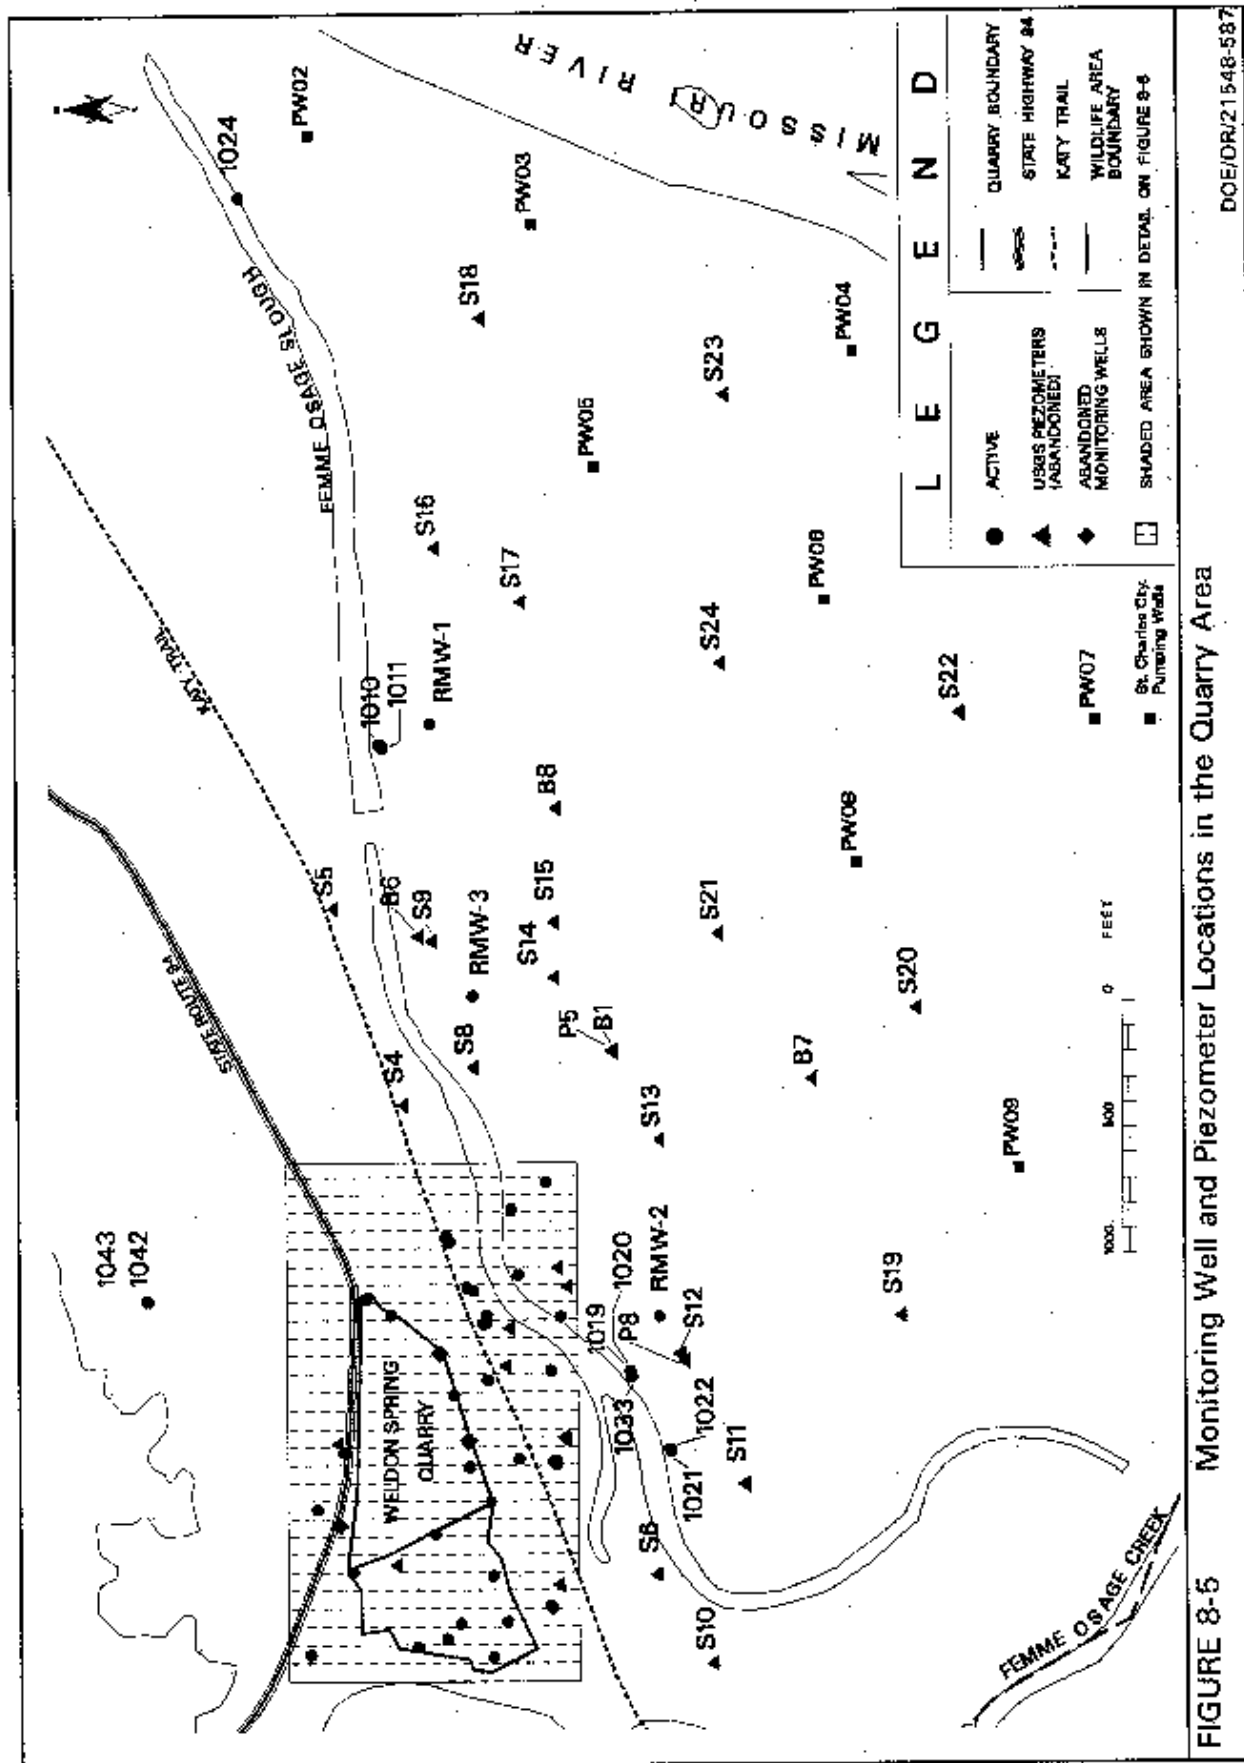 1024
PW02
FEMME OSAGE SLOUGH
MISSOURI RIVER
PW03
S18
S23
PW04
PW05
KATY TRAIL
S16
S17
S24
PW06
1010
1011
RMW-1
S22
PW07
St. Charles City
Pumping Wells
B8
STATE ROUTE 94
S5
B6
S9
RMW-3
S14
S15
S21
PW08
S4
S8
P5
B1
S13
B7
S20
PW09
1043
1042
WELDON SPRING
QUARRY
1019
1020
1033
RMW-2
P8
S12
S19
1021
1022
S11
S6
S10
FEMME OSAGE CREEK
1000
500
0
FEET
LEGEND
ACTIVE
USGS PIEZOMETERS
(ABANDONED)
ABANDONED
MONITORING WELLS
QUARRY BOUNDARY
STATE HIGHWAY 94
KATY TRAIL
WILDLIFE AREA
BOUNDARY
SHADED AREA SHOWN IN DETAIL ON FIGURE 8-6
FIGURE 8-5 Monitoring Well and Piezometer Locations in the Quarry Area
DOE/OR/21548-587